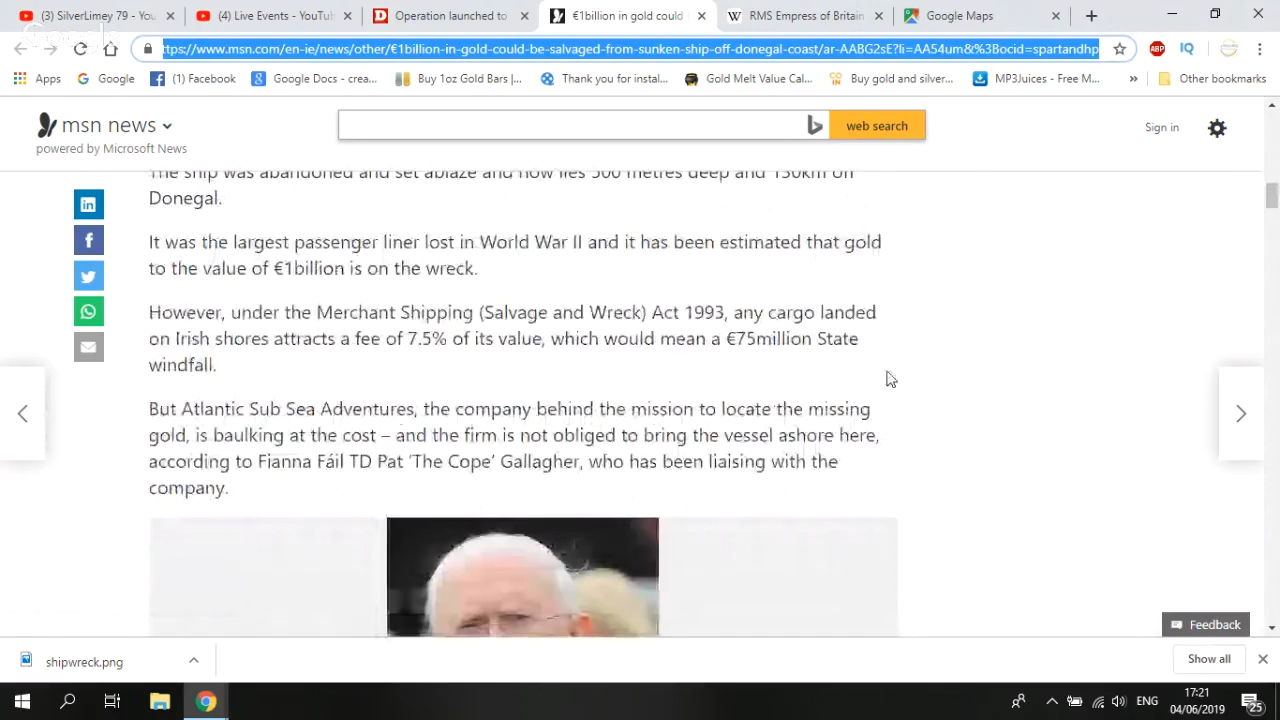 (3) SilverLimey 79 - You
(4) Live Events - YouTub
Operation launched to
€1billion in gold could
RMS Empress of Britain
Google Maps
ttps://www.msn.com/en-ie/news/other/€1billion-in-gold-could-be-salvaged-from-sunken-ship-off-donegal-coast/ar-AABG2sE?li=AA54um&%3Bocid=spartandhp
ABP
IQ
Apps
Google
(1) Facebook
Google Docs - crea...
Buy 1oz Gold Bars |...
Thank you for instal...
Gold Melt Value Cal...
Buy gold and silver...
MP3Juices - Free M...
»
Other bookmarks
msn news
powered by Microsoft News
web search
Sign in
The ship was abandoned and set ablaze and now lies 500 metres deep and 150km off
Donegal.
It was the largest passenger liner lost in World War II and it has been estimated that gold
to the value of €1billion is on the wreck.
However, under the Merchant Shipping (Salvage and Wreck) Act 1993, any cargo landed
on Irish shores attracts a fee of 7.5% of its value, which would mean a €75million State
windfall.
But Atlantic Sub Sea Adventures, the company behind the mission to locate the missing
gold, is baulking at the cost – and the firm is not obliged to bring the vessel ashore here,
according to Fianna Fáil TD Pat ‘The Cope’ Gallagher, who has been liaising with the
company.
Feedback
shipwreck.png
Show all
ENG
17:21
04/06/2019
25